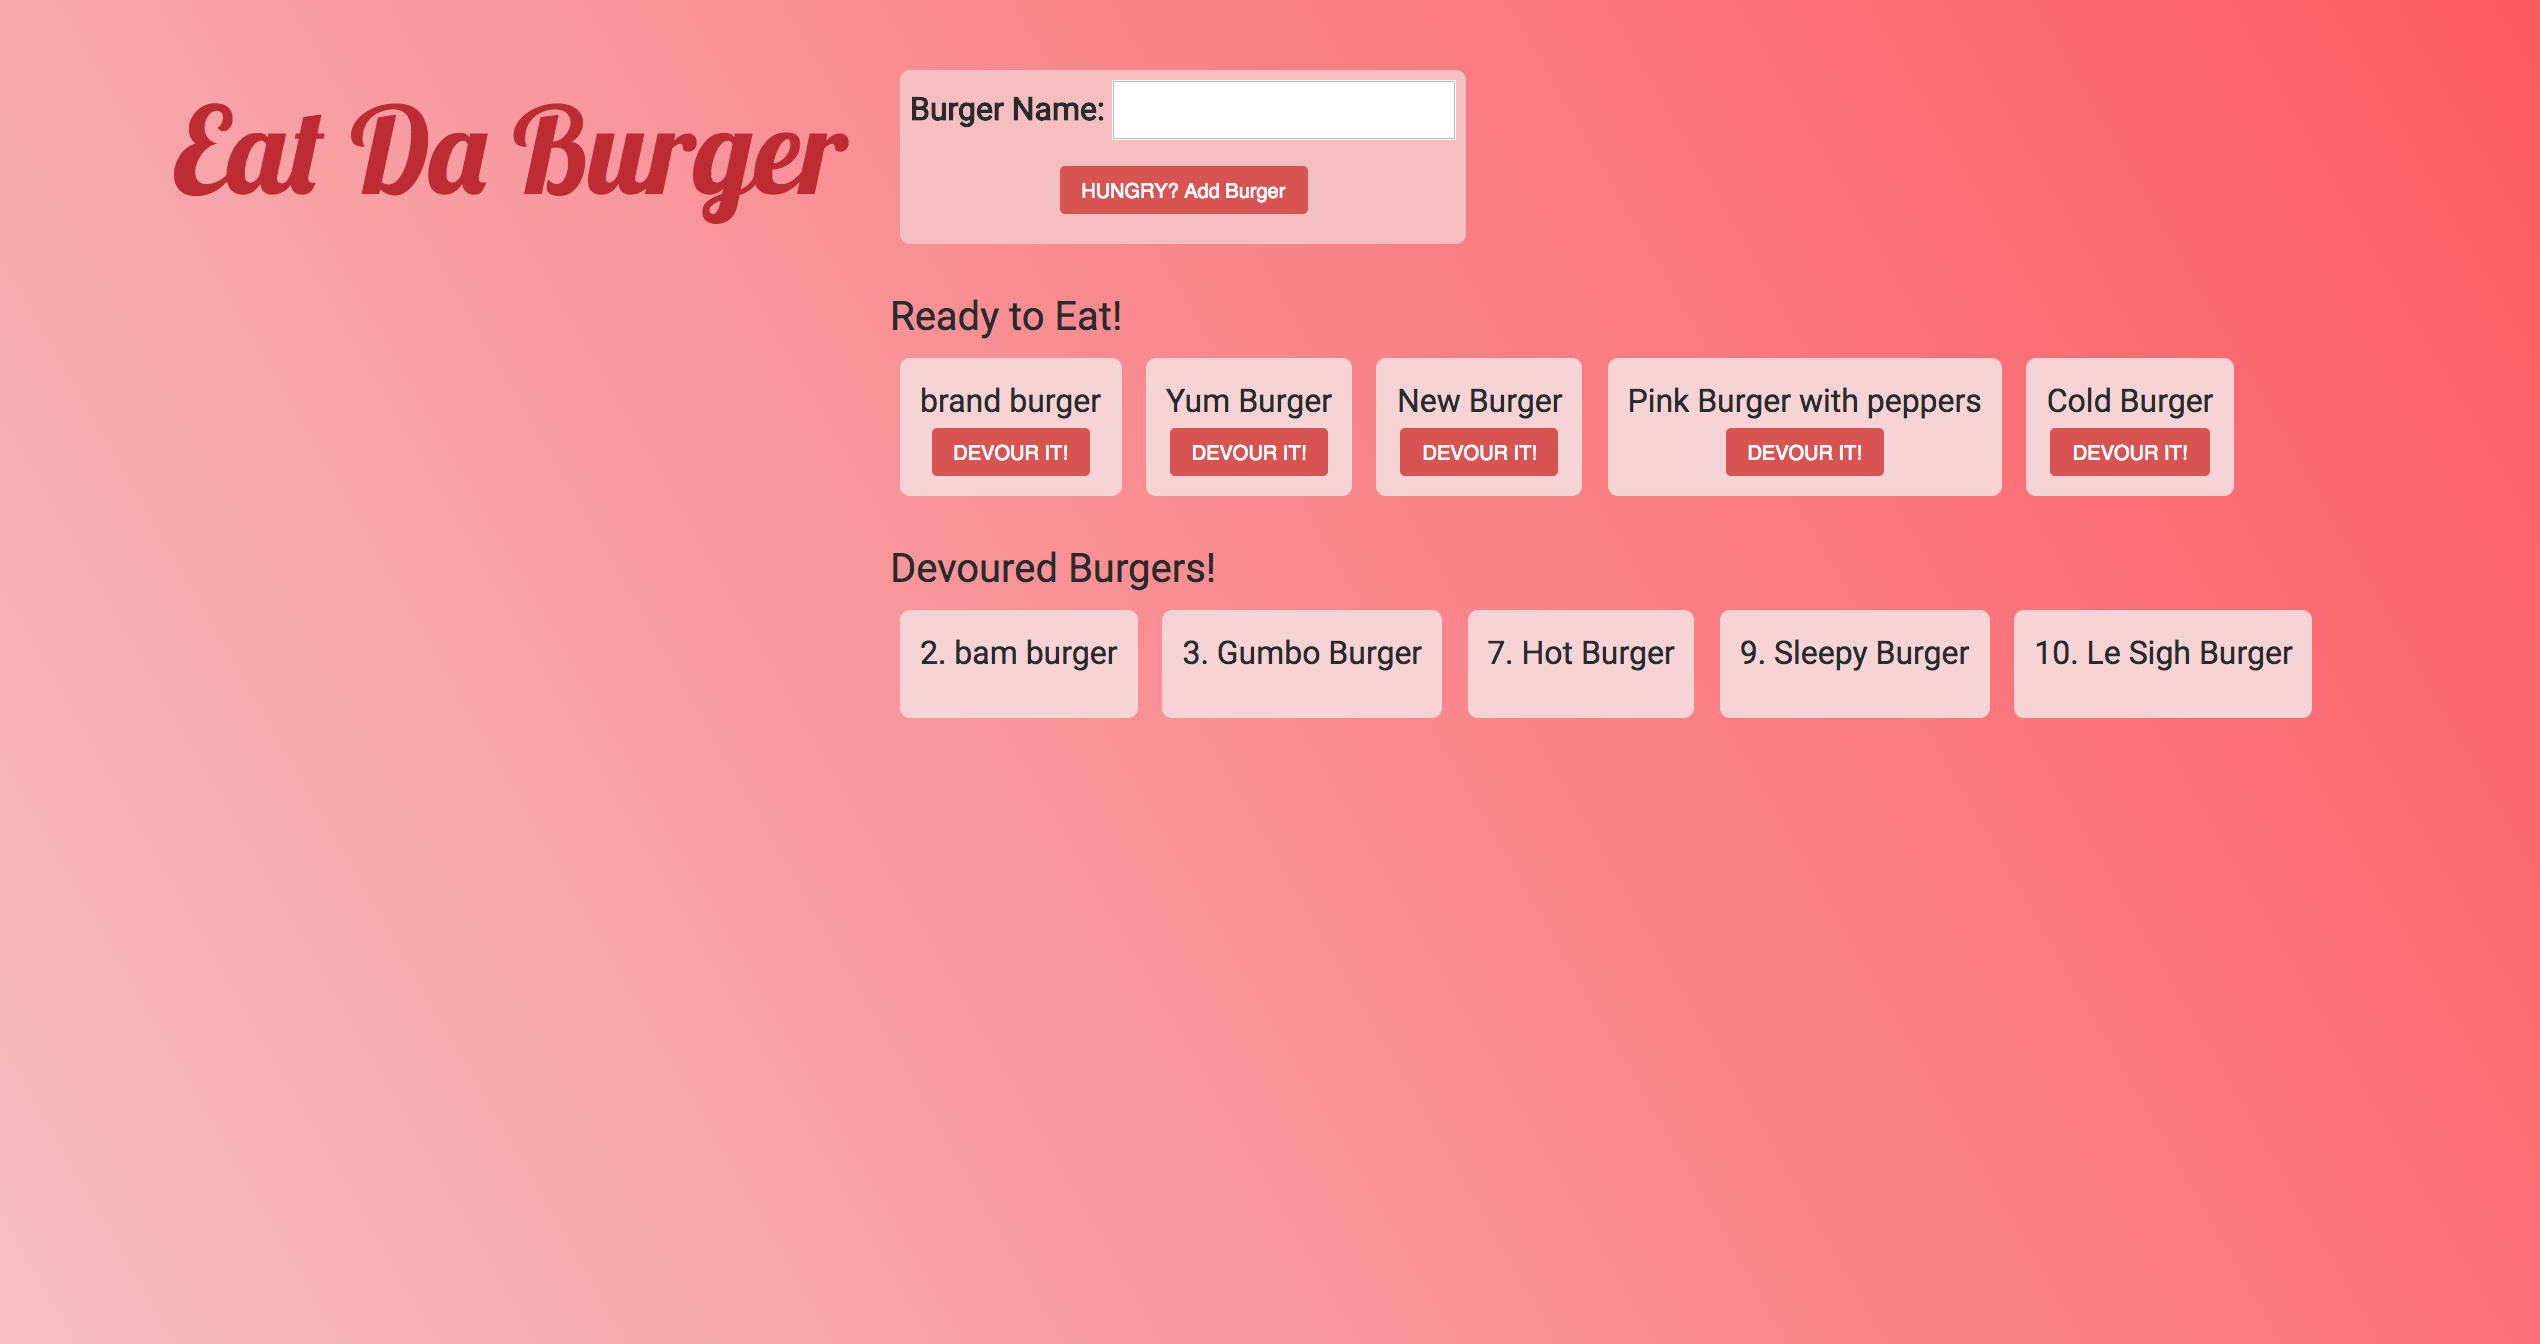 Eat Da Burger
Burger Name:
HUNGRY? Add Burger
Ready to Eat!
brand burger
DEVOUR IT!
Yum Burger
DEVOUR IT!
New Burger
DEVOUR IT!
Pink Burger with peppers
DEVOUR IT!
Cold Burger
DEVOUR IT!
Devoured Burgers!
2. bam burger
3. Gumbo Burger
7. Hot Burger
9. Sleepy Burger
10. Le Sigh Burger